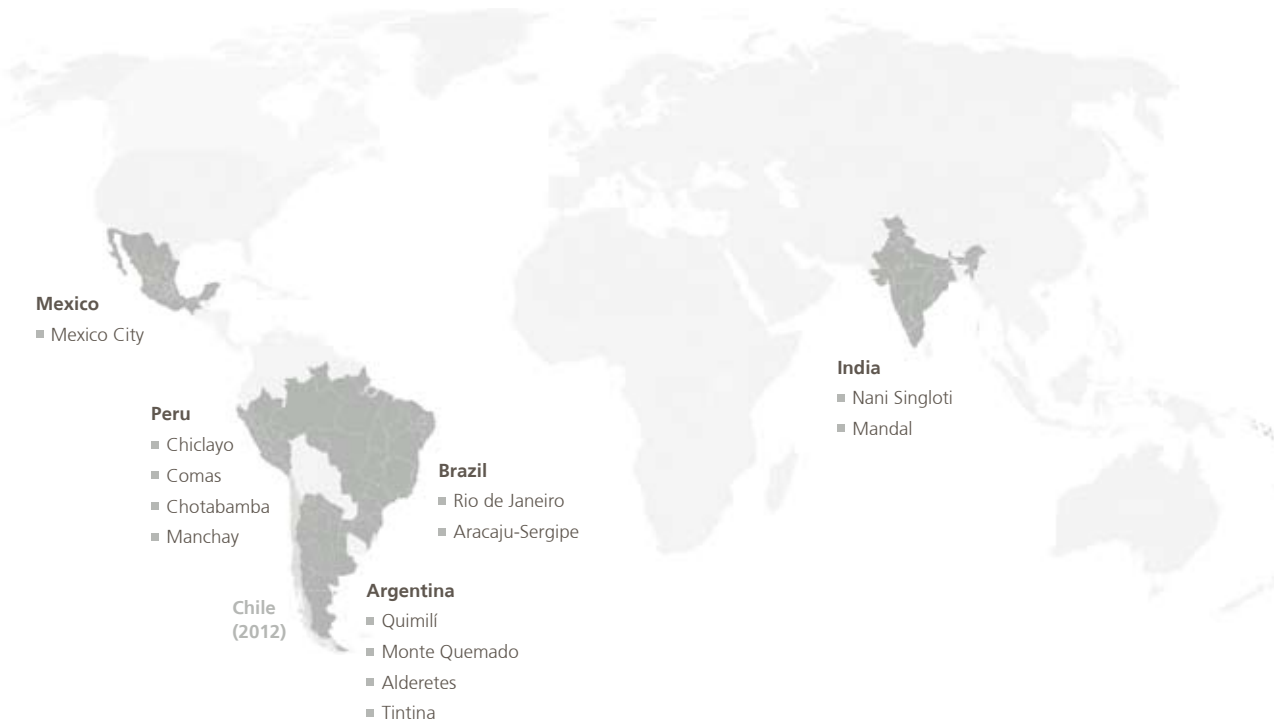 Mexico
Mexico City
Peru
Chiclayo
Comas
Chotabamba
Manchay
Chile
(2012)
Brazil
Rio de Janeiro
Aracaju-Sergipe
Argentina
Quimilí
Monte Quemado
Alderetes
Tintina
India
Nani Singloti
Mandal